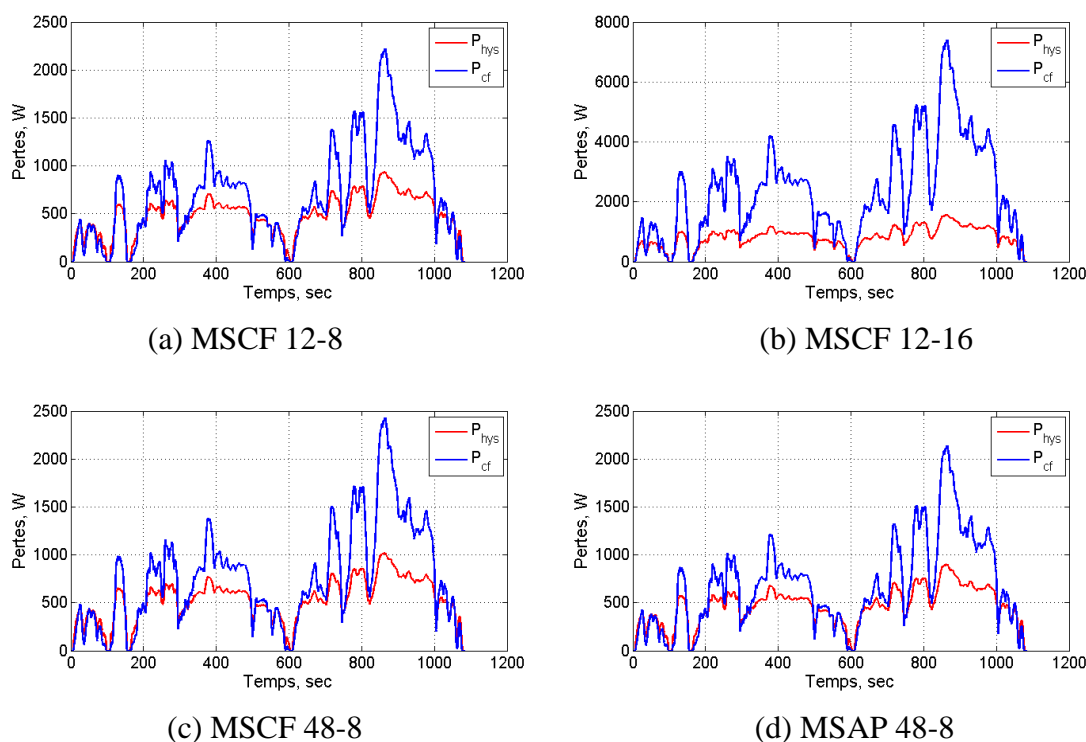 2500
2000
1500
1000
500
0
Pertes, W
P_hys
P_cf
0 200 400 600 800 1000 1200
Temps, sec
(a) MSCF 12-8
8000
6000
4000
2000
0
Pertes, W
P_hys
P_cf
0 200 400 600 800 1000 1200
Temps, sec
(b) MSCF 12-16
2500
2000
1500
1000
500
0
Pertes, W
P_hys
P_cf
0 200 400 600 800 1000 1200
Temps, sec
(c) MSCF 48-8
2500
2000
1500
1000
500
0
Pertes, W
P_hys
P_cf
0 200 400 600 800 1000 1200
Temps, sec
(d) MSAP 48-8